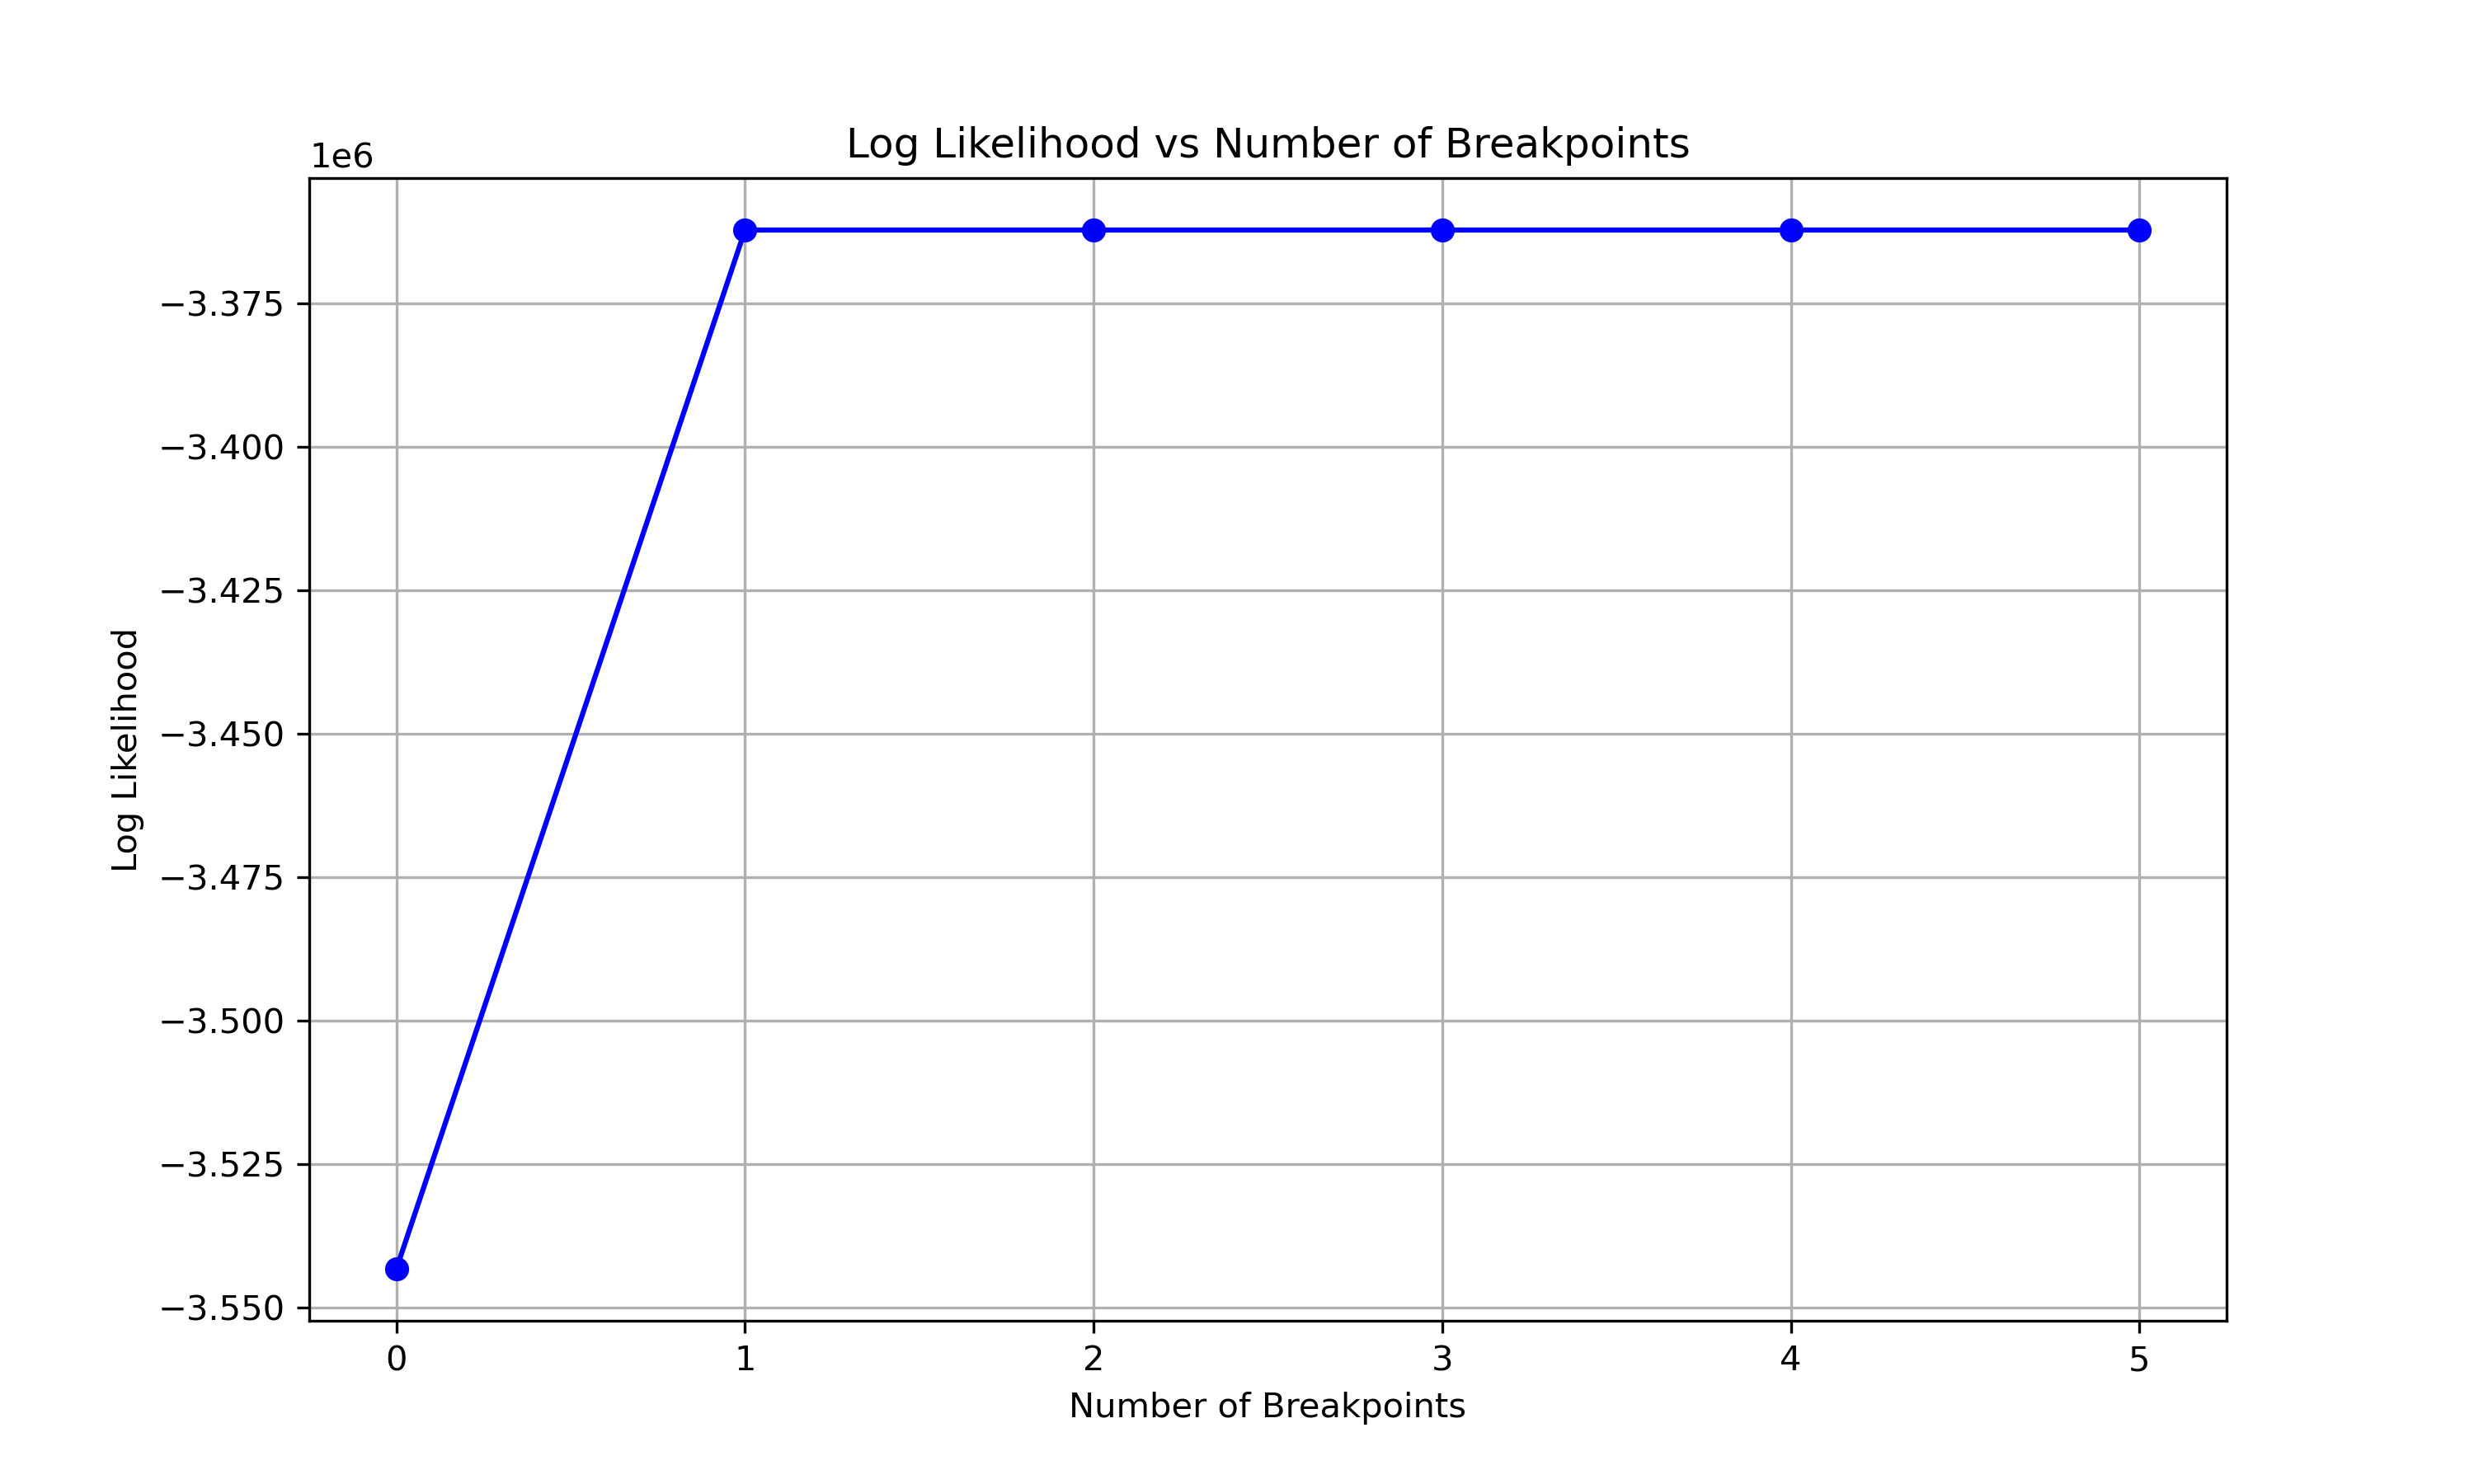 Log Likelihood vs Number of Breakpoints
1e6
−3.375
−3.400
−3.425
−3.450
−3.475
−3.500
−3.525
−3.550
Log Likelihood
0 1 2 3 4 5
Number of Breakpoints